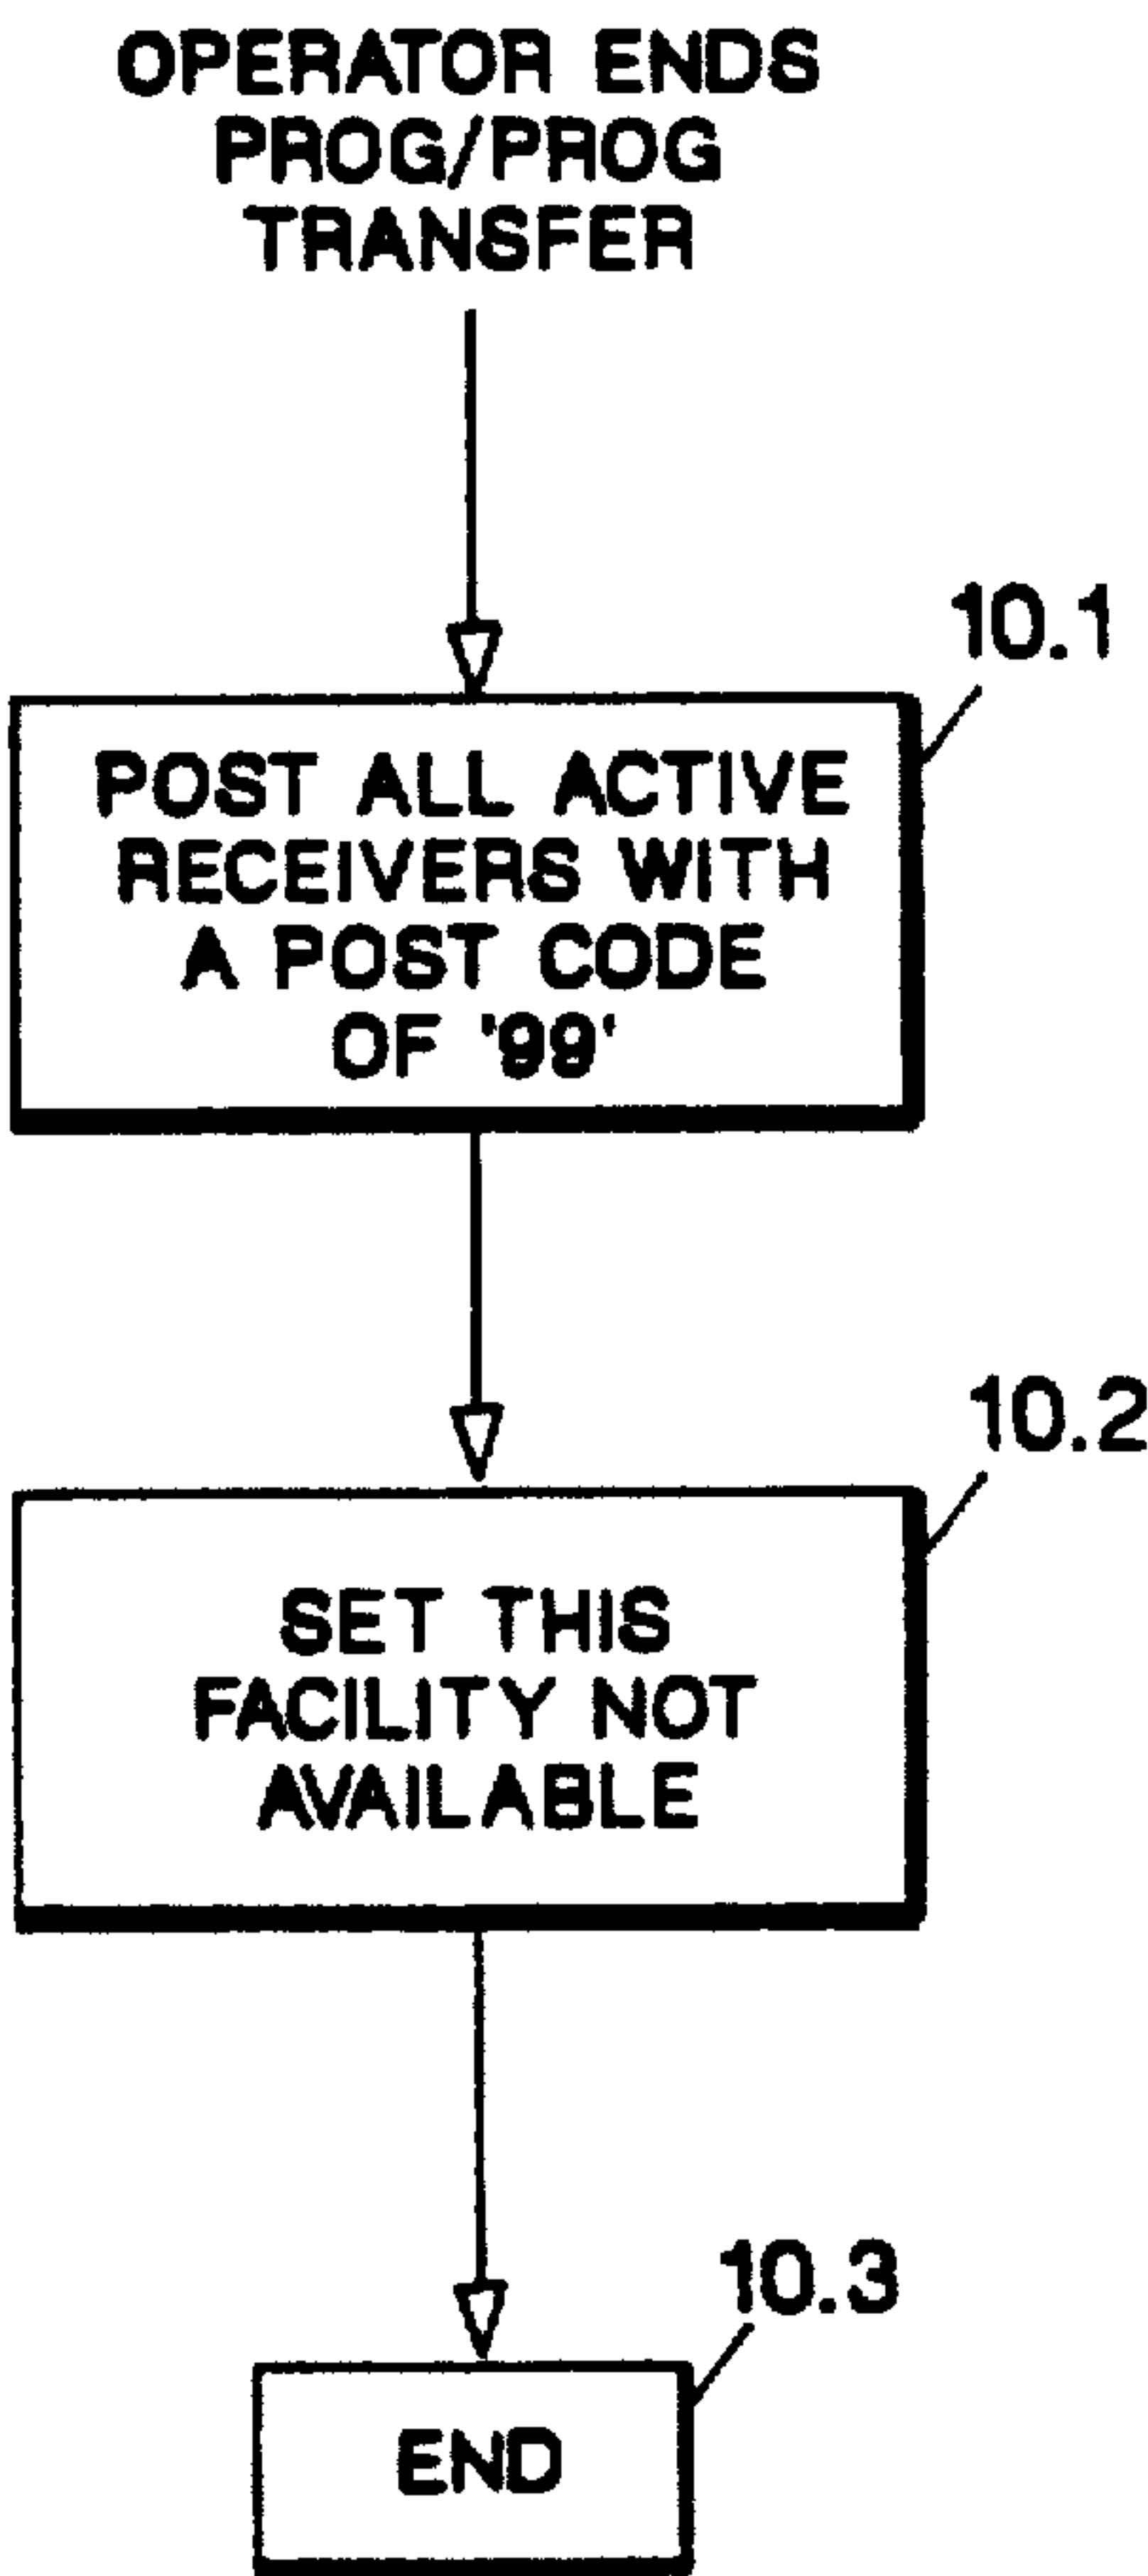 OPERATOR ENDS
PROG/PROG
TRANSFER
10.1
POST ALL ACTIVE
RECEIVERS WITH
A POST CODE
OF '99'
10.2
SET THIS
FACILITY NOT
AVAILABLE
10.3
END